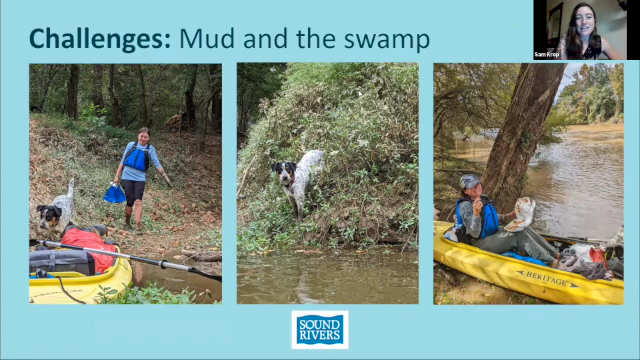 Challenges: Mud and the swamp
Sam Krop
HERITAGE
SOUND
RIVERS